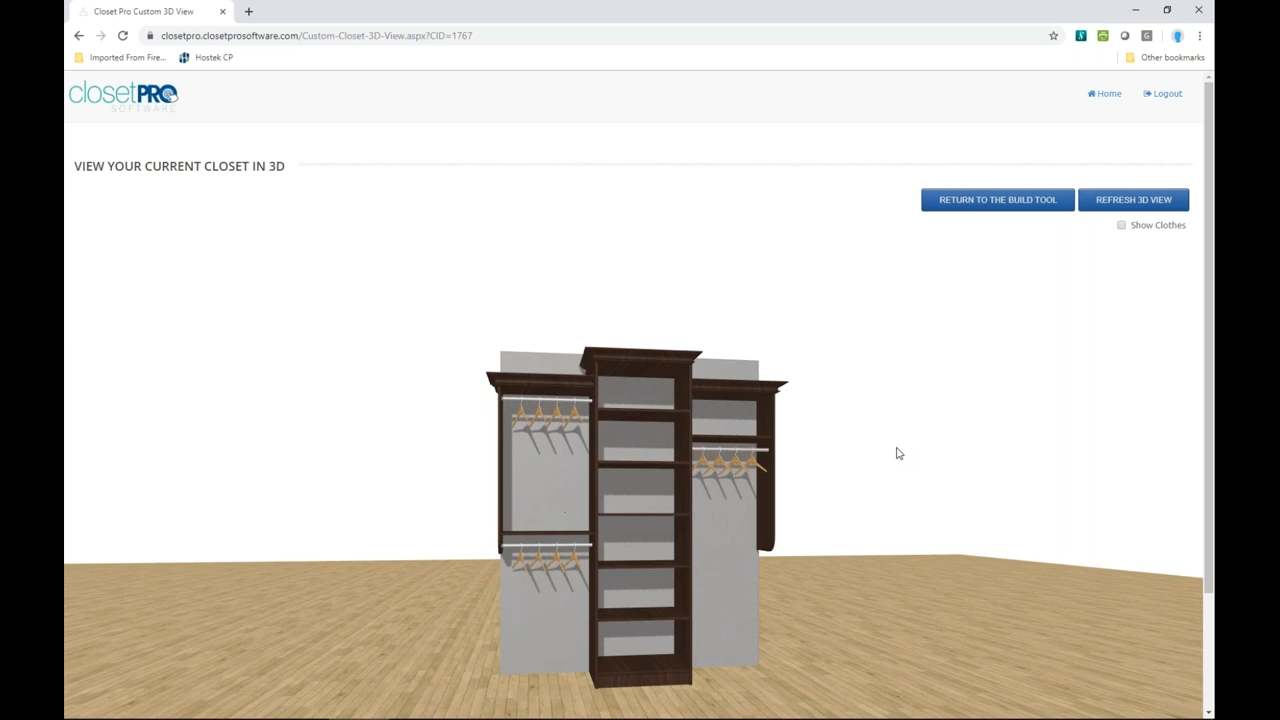 Closet Pro Custom 3D View
closetpro.closetprosoftware.com/Custom-Closet-3D-View.aspx?CID=1767
Imported From Fire... Hostek CP Other bookmarks
closetPRO
SOFTWARE
Home Logout
VIEW YOUR CURRENT CLOSET IN 3D
RETURN TO THE BUILD TOOL REFRESH 3D VIEW
Show Clothes